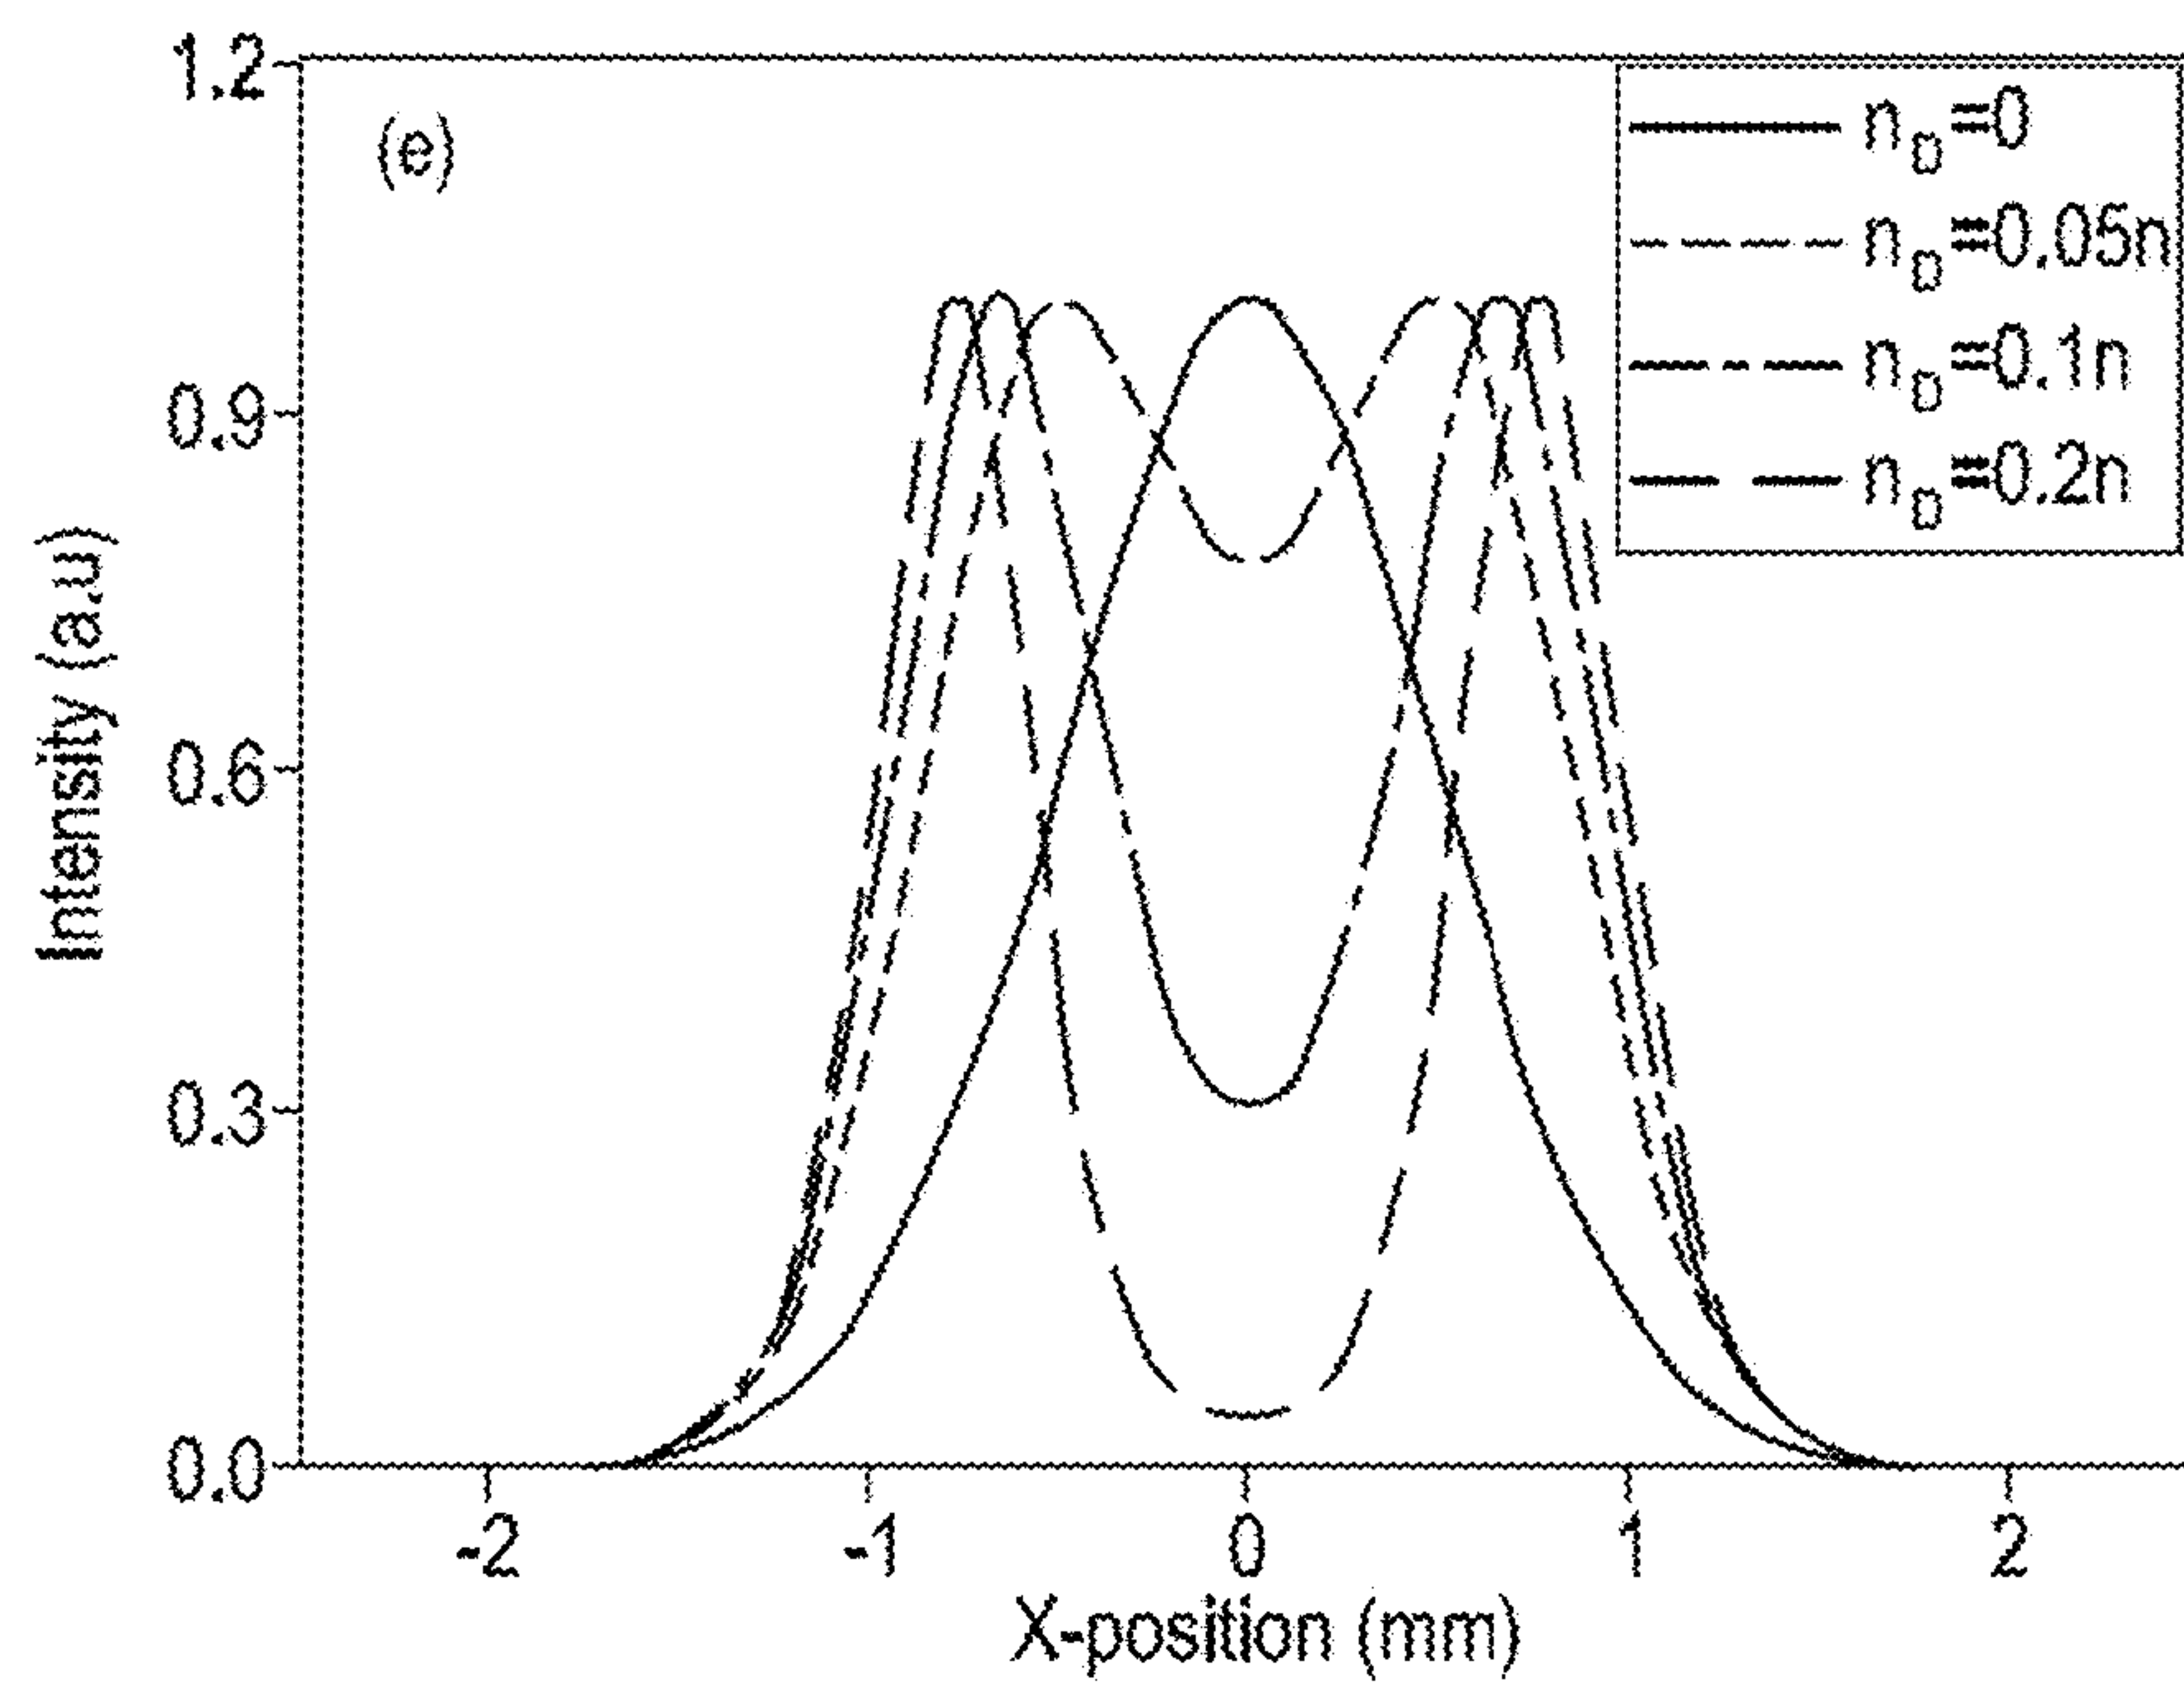 1.2
(e)
n_D=0
n_D=0.05n
n_D=0.1n
n_D=0.2n
0.9
0.6
0.3
0.0
Intensity (a.u)
-2 -1 0 1 2
X-position (mm)